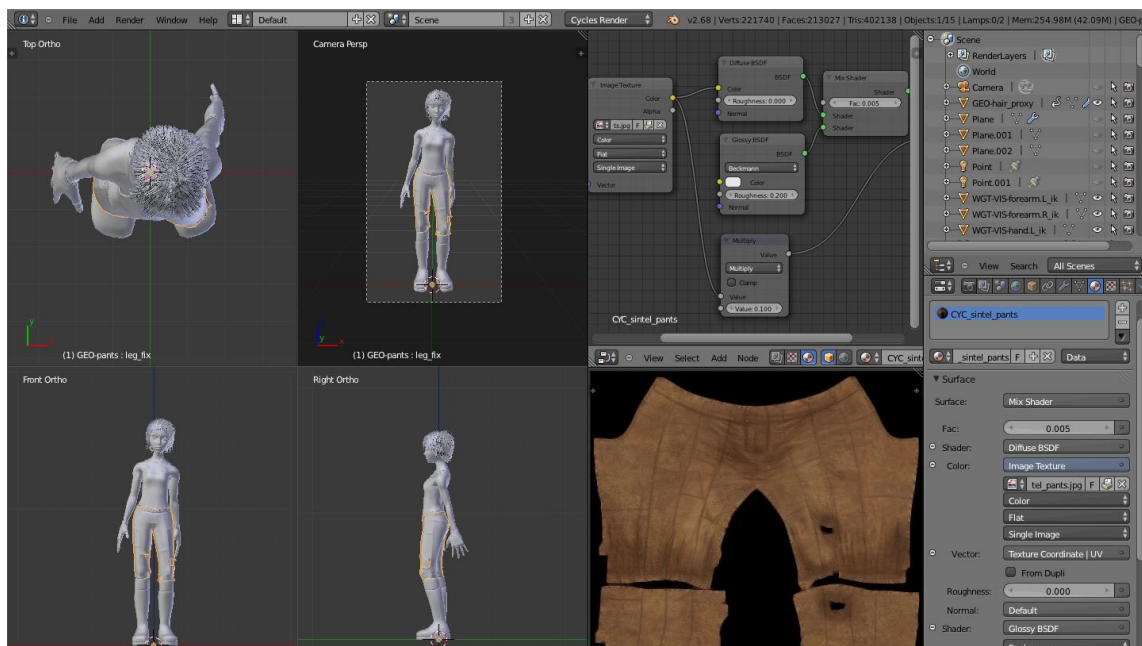 File Add Render Window Help Default Scene 3 Cycles Render v2.68 | Verts:221740 | Faces:213027 | Tris:402138 | Objects:1/15 | Lamps:0/2 | Mem:254.98M (42.09M) | GEO-p
Top Ortho
y
x
(1) GEO-pants : leg_fix
Camera Persp
x
(1) GEO-pants : leg_fix
Front Ortho
Right Ortho
Image Texture
Color
Alpha
ts.jpg F
Color
Flat
Single Image
Vector
Diffuse BSDF
BSDF
Color
Roughness: 0.000
Normal
Glossy BSDF
BSDF
Beckmann
Color
Roughness: 0.200
Normal
Mix Shader
Shader
Fac: 0.005
Shader
Shader
Multiply
Value
Multiply
Clamp
Value
Value: 0.100
CYC_sintel_pants
View Select Add Node CYC_sint
Scene
RenderLayers |
World
Camera |
GEO-hair_proxy |
Plane |
Plane.001 |
Plane.002 |
Point |
Point.001 |
WGT-VIS-forearm.L_ik |
WGT-VIS-forearm.R_ik |
WGT-VIS-hand.L_ik |
View Search All Scenes
CYC_sintel_pants
_sintel_pants F Data
Surface
Surface: Mix Shader
Fac: 0.005
Shader: Diffuse BSDF
Color: Image Texture
tel_pants.jpg F
Color
Flat
Single Image
Vector: Texture Coordinate | UV
From Dupli
Roughness: 0.000
Normal: Default
Shader: Glossy BSDF